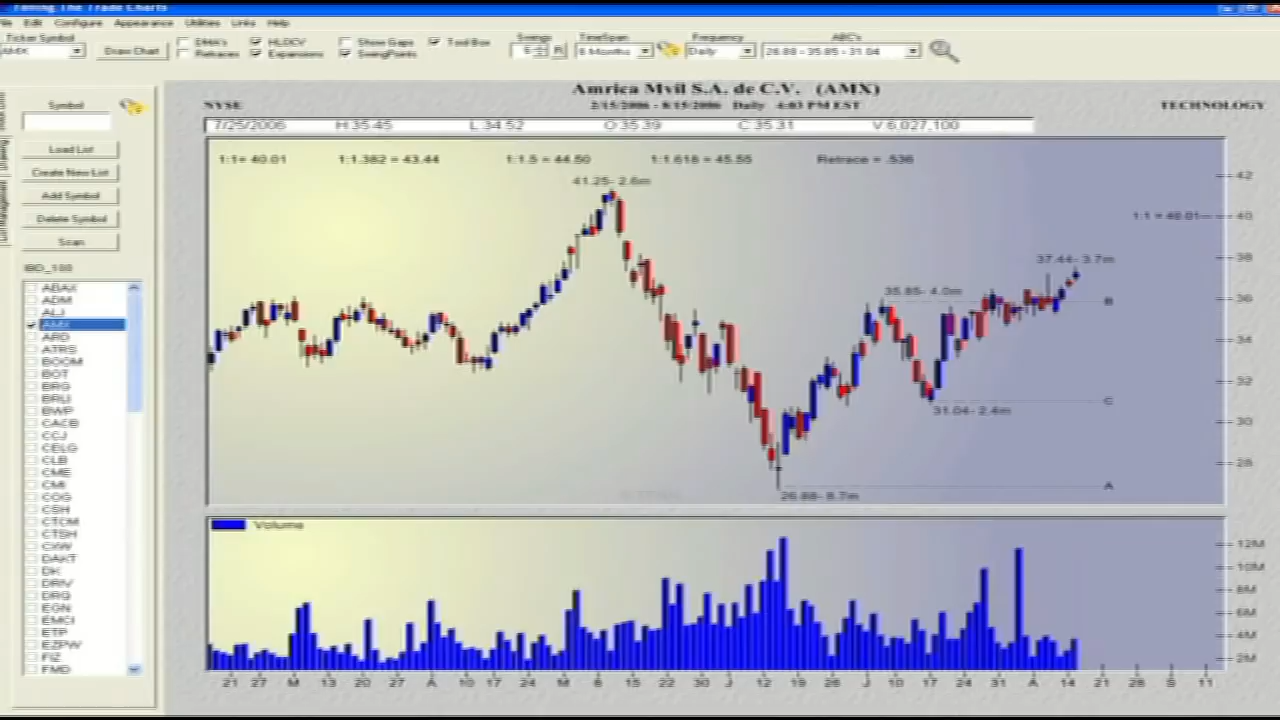 Timing The Trade Charts
File Edit Configure Appearance Utilities Links Help
Ticker Symbol
AMX
Draw Chart
DMA's HLOCV Show Gaps Tool Box
Retraces Expansions SwingPoints
Swings
5
R
TimeSpan
6 Months
Frequency
Daily
ABC's
26.88 - 35.85 - 31.04
Symbol
Load List
Create New List
Add Symbol
Delete Symbol
Scan
IBD_100
ABAX
ADM
ALJ
AMX
ARD
ATRS
BOOM
BOT
BRG
BRLI
BWP
CACB
CCJ
CELG
CLB
CME
CMI
COG
CSH
CTCM
CTSH
CXW
DAKT
DK
DRIV
DRQ
EGN
EMCI
ETP
EZPW
FIZ
FMD
Amrica Mvil S.A. de C.V. (AMX)
NYSE 2/15/2006 - 8/15/2006 Daily 4:03 PM EST TECHNOLOGY
7/25/2006 H:35.45 L:34.52 O:35.39 C:35.31 V:6,027,100
1:1= 40.01 1:1.382 = 43.44 1:1.5 = 44.50 1:1.618 = 45.55 Retrace = .536
41.25- 2.6m
42
1:1 = 40.01
40
37.44- 3.7m
38
35.85- 4.0m
36
B
34
32
C
31.04- 2.4m
30
28
A
26.88- 8.7m
Volume
12M
10M
8M
6M
4M
2M
21 27 M 13 20 27 A 10 17 24 M 8 15 22 30 J 12 19 26 J 10 17 24 31 A 14 21 28 S 11